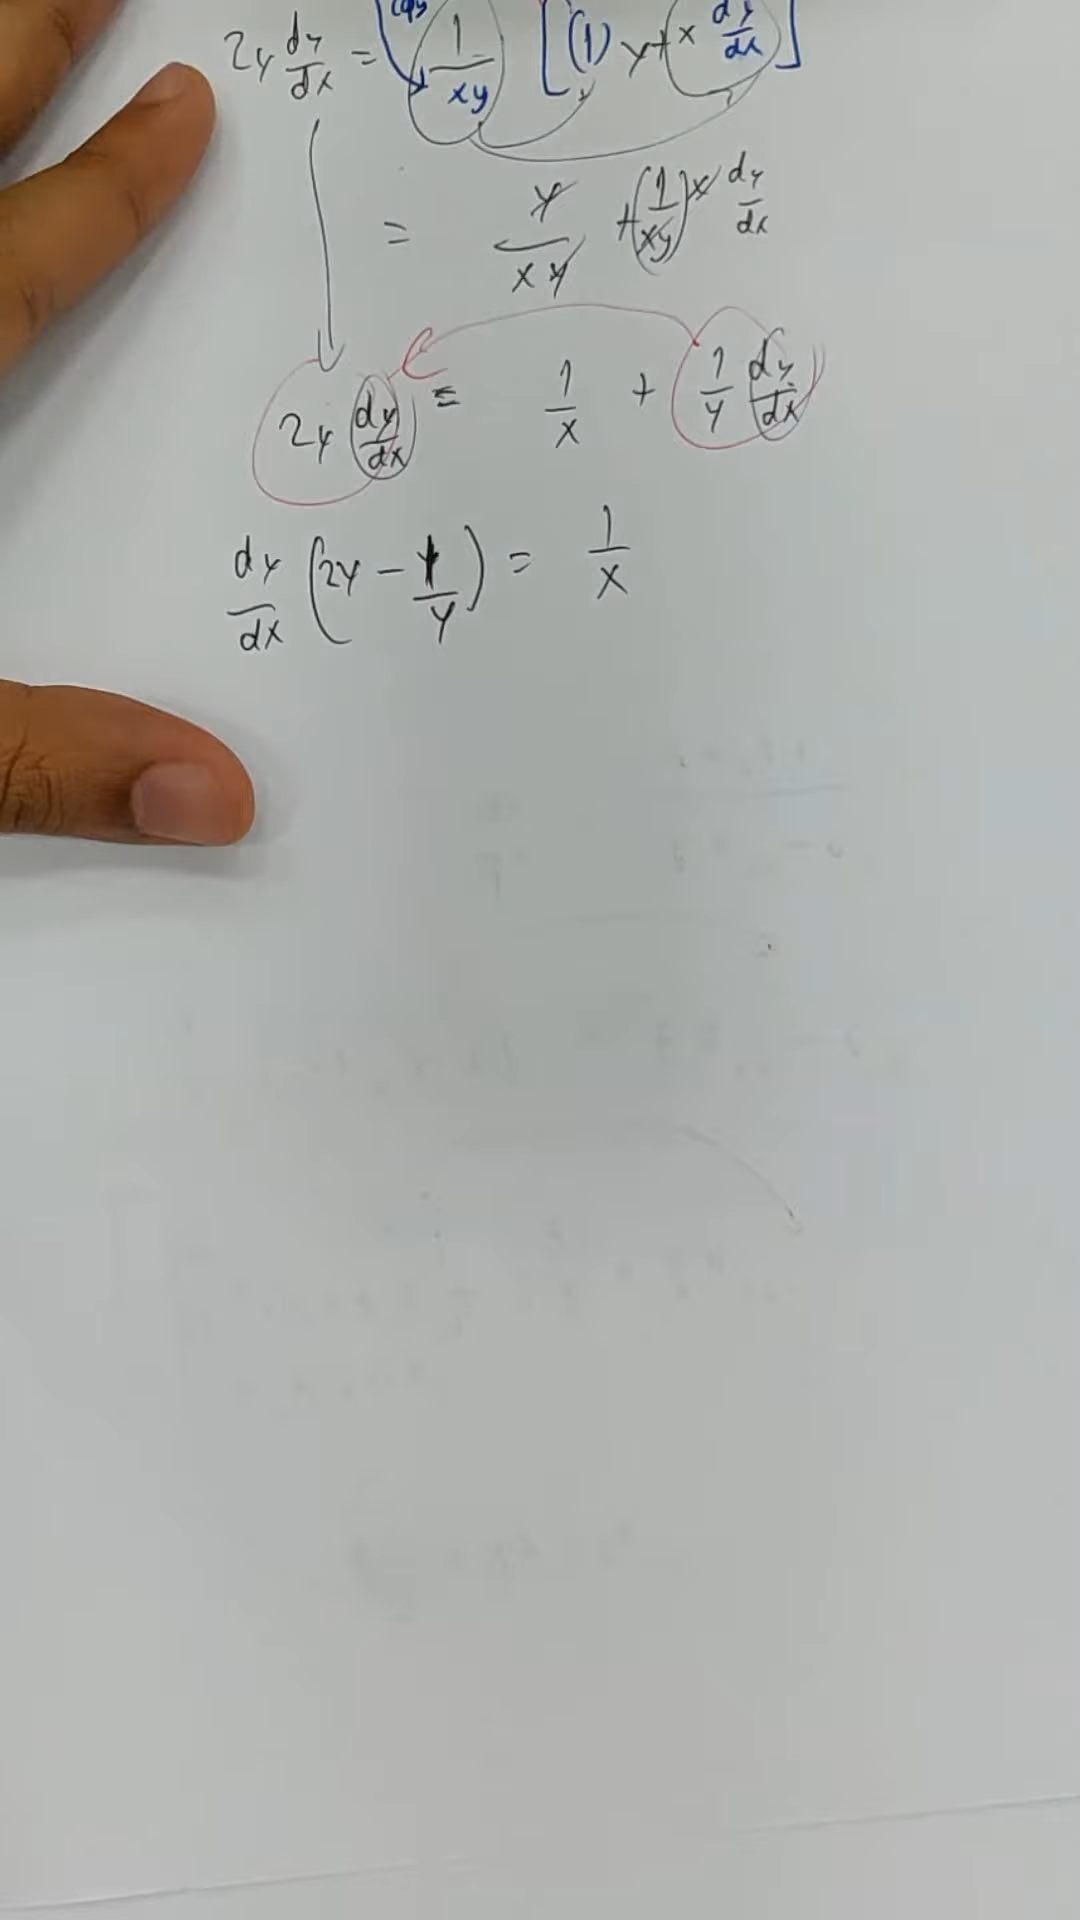 2y dy/dx = 1/xy [(1) y + x dy/dx]
= y/xy + (1/xy) x dy/dx
2y dy/dx = 1/x + 1/y dy/dx
dy/dx (2y - 1/y) = 1/x